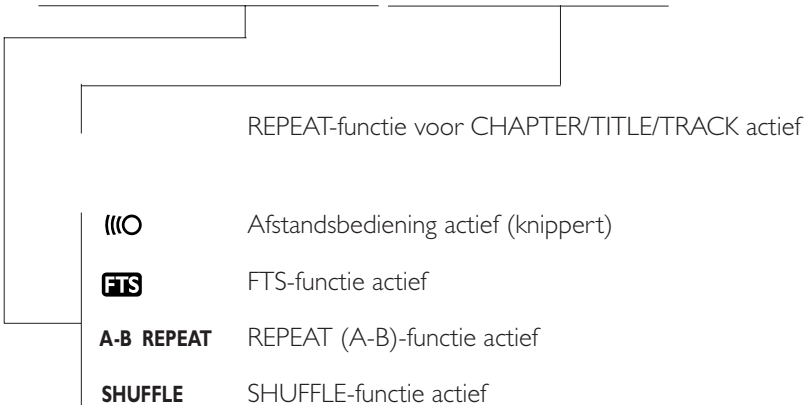 REPEAT-functie voor CHAPTER/TITLE/TRACK actief
Afstandsbediening actief (knippert)
FTS FTS-functie actief
A-B REPEAT REPEAT (A-B)-functie actief
SHUFFLE SHUFFLE-functie actief